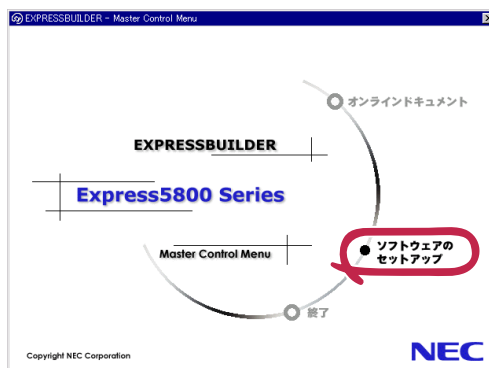 EXPRESSBUILDER - Master Control Menu
オンラインドキュメント
EXPRESSBUILDER
Express5800 Series
ソフトウェアの
セットアップ
Master Control Menu
終了
Copyright NEC Corporation
NEC